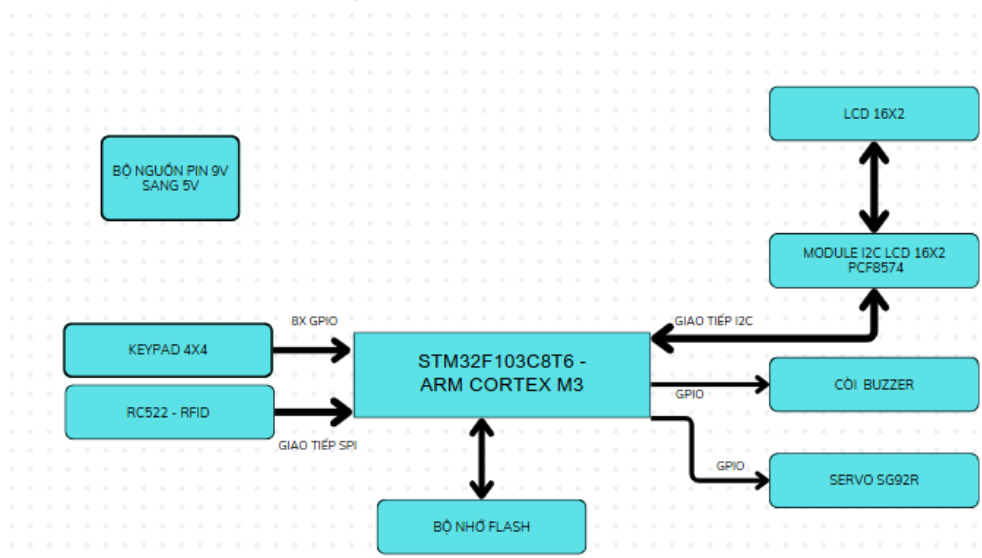 LCD 16X2
BỘ NGUỒN PIN 9V
SANG 5V
MODULE I2C LCD 16X2
PCF8574
8X GPIO
GIAO TIẾP I2C
KEYPAD 4X4
STM32F103C8T6 -
ARM CORTEX M3
RC522 - RFID
GPIO
CÒI BUZZER
GIAO TIẾP SPI
GPIO
SERVO SG92R
BỘ NHỚ FLASH